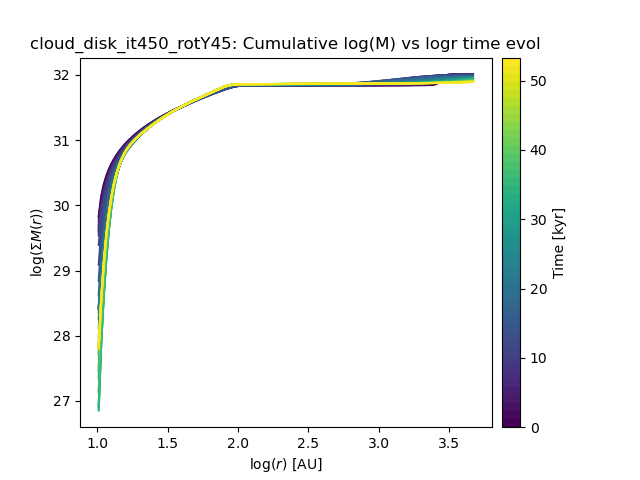 cloud_disk_it450_rotY45: Cumulative log(M) vs logr time evol
32
31
30
29
28
27
log(ΣM(r))
1.0 1.5 2.0 2.5 3.0 3.5
log(r) [AU]
50
40
30
20
10
0
Time [kyr]